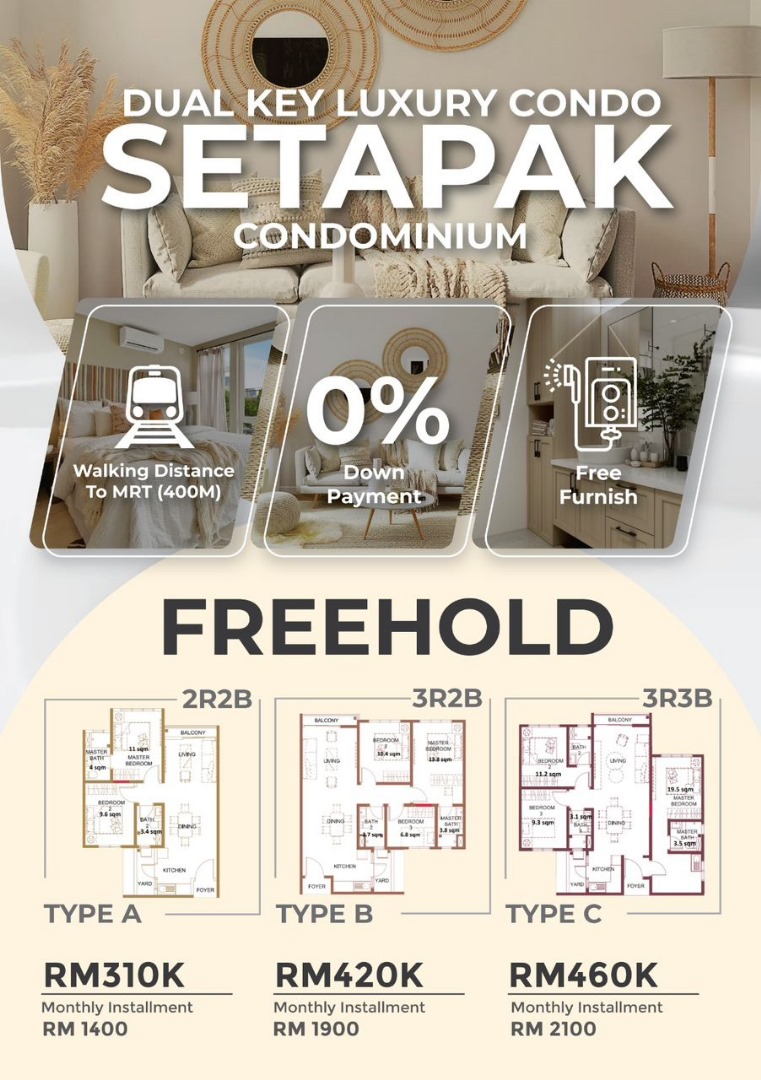 DUAL KEY LUXURY CONDO
SETAPAK
CONDOMINIUM
Walking Distance
To MRT (400M)
0%
Down
Payment
Free
Furnish
FREEHOLD
2R2B
BALCONY
11 sqm
MASTER
BEDROOM
MASTER
BATH
4 sqm
LIVING
BEDROOM
2
9.6 sqm
BATH
2
3.4 sqm
DINING
KITCHEN
YARD
FOYER
TYPE A
RM310K
Monthly Installment
RM 1400
3R2B
BALCONY
LIVING
BEDROOM
2
10.4 sqm
MASTER
BEDROOM
13.8 sqm
DINING
BATH
2
BEDROOM
3
6.8 sqm
MASTER
BATH
3.8 sqm
KITCHEN
YARD
FOYER
TYPE B
RM420K
Monthly Installment
RM 1900
3R3B
BALCONY
BATH
2
BEDROOM
2
11.2 sqm
LIVING
19.5 sqm
MASTER
BEDROOM
BEDROOM
3
9.3 sqm
3.1 sqm
DINING
MASTER
BATH
3.5 sqm
KITCHEN
YARD
FOYER
TYPE C
RM460K
Monthly Installment
RM 2100